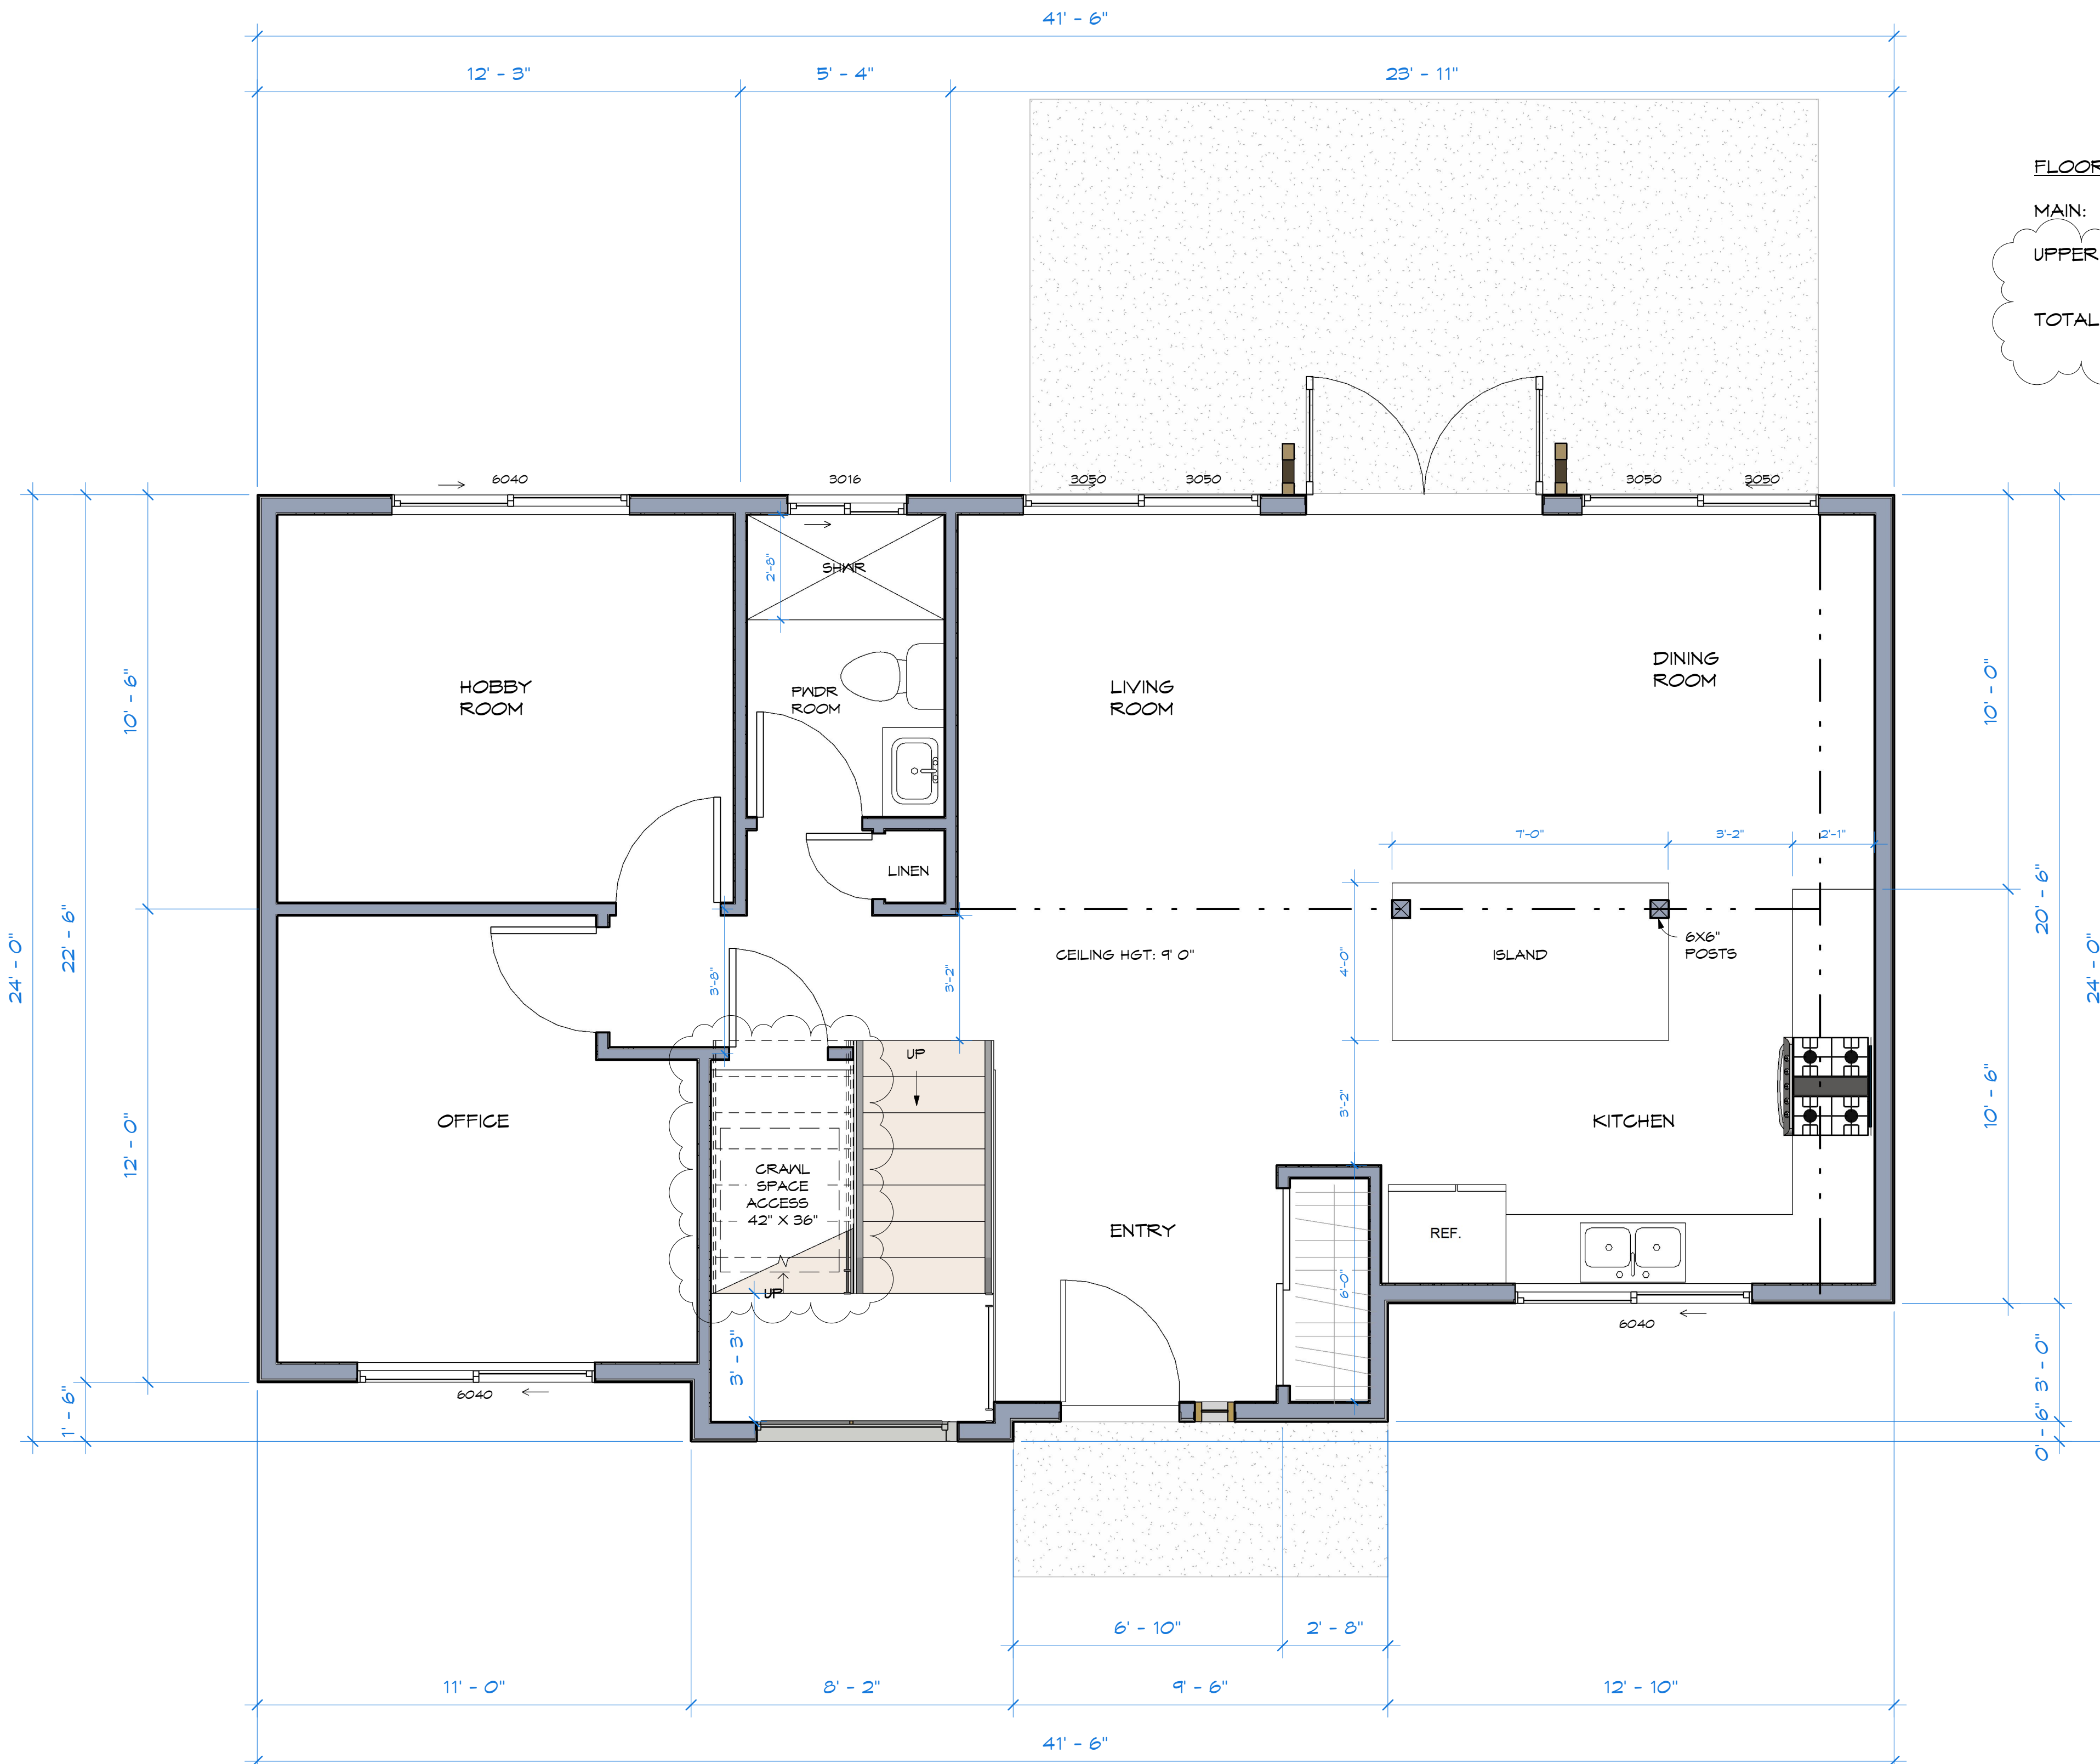 41' - 6"
12' - 3"
5' - 4"
23' - 11"
FLOOR
MAIN:
UPPER
TOTAL
6040
3016
3050
3050
3050
3050
2'-8"
SHWR
HOBBY
ROOM
PWDR
ROOM
LIVING
ROOM
DINING
ROOM
10' - 6"
10' - 0"
7'-0"
3'-2"
2'-1"
LINEN
24' - 0"
22' - 6"
20' - 6"
24' - 0"
6X6"
POSTS
CEILING HGT: 9' 0"
ISLAND
3'-8"
3'-2"
4'-0"
UP
OFFICE
KITCHEN
12' - 0"
3'-2"
10' - 6"
CRAWL
SPACE
ACCESS
42" X 36"
ENTRY
REF.
UP
6'-0"
3' - 3"
6040
6040
1' - 6"
3' - 0"
0' - 6"
6' - 10"
2' - 8"
11' - 0"
8' - 2"
9' - 6"
12' - 10"
41' - 6"